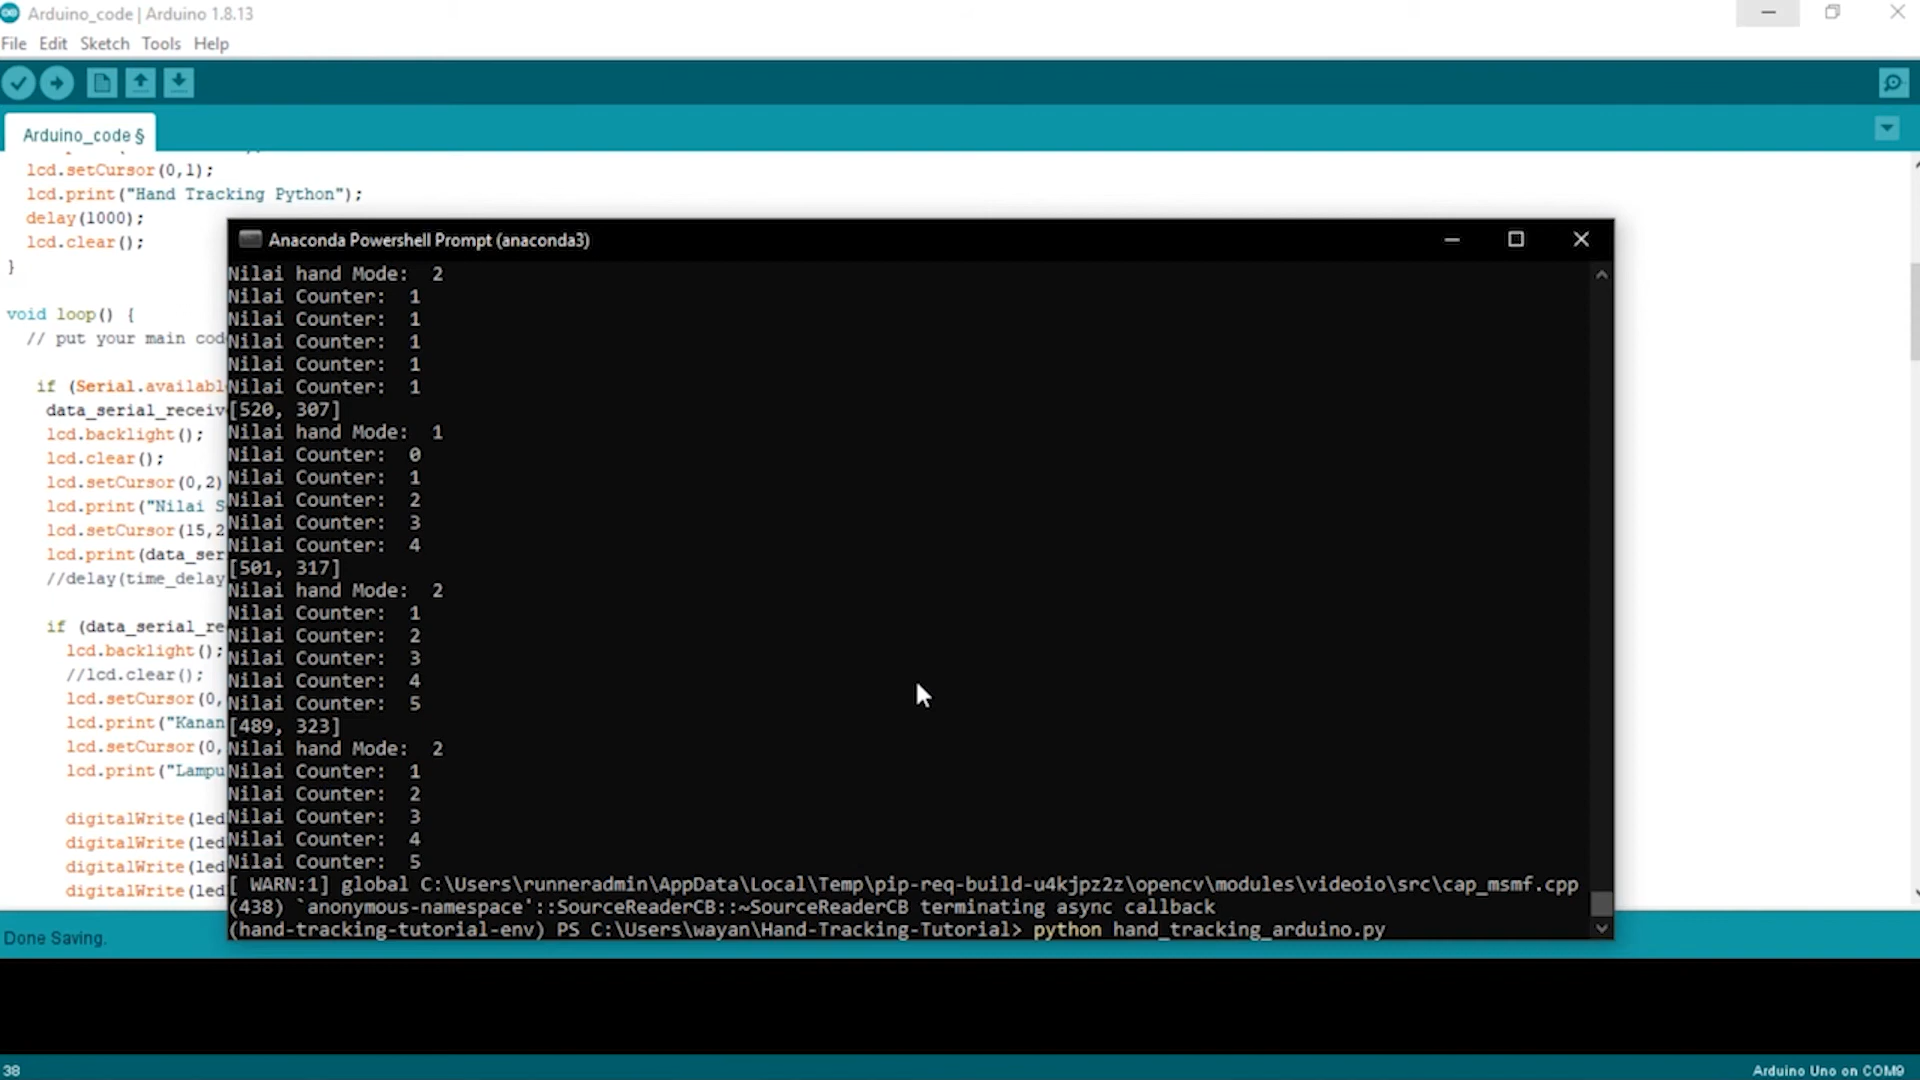 Arduino_code | Arduino 1.8.13
File Edit Sketch Tools Help
Arduino_code §
lcd.setCursor(0,1);
lcd.print("Hand Tracking Python");
delay(1000);
lcd.clear();
}
void loop() {
// put your main cod
if (Serial.availabl
data_serial_receiv
lcd.backlight();
lcd.clear();
lcd.setCursor(0,2)
lcd.print("Nilai S
lcd.setCursor(15,2
lcd.print(data_ser
//delay(time_delay
if (data_serial_re
lcd.backlight();
//lcd.clear();
lcd.setCursor(0,
lcd.print("Kanan
lcd.setCursor(0,
lcd.print("Lampu
digitalWrite(led
digitalWrite(led
digitalWrite(led
digitalWrite(led
Anaconda Powershell Prompt (anaconda3)
Nilai hand Mode:  2
Nilai Counter:  1
Nilai Counter:  1
Nilai Counter:  1
Nilai Counter:  1
Nilai Counter:  1
[520, 307]
Nilai hand Mode:  1
Nilai Counter:  0
Nilai Counter:  1
Nilai Counter:  2
Nilai Counter:  3
Nilai Counter:  4
[501, 317]
Nilai hand Mode:  2
Nilai Counter:  1
Nilai Counter:  2
Nilai Counter:  3
Nilai Counter:  4
Nilai Counter:  5
[489, 323]
Nilai hand Mode:  2
Nilai Counter:  1
Nilai Counter:  2
Nilai Counter:  3
Nilai Counter:  4
Nilai Counter:  5
[ WARN:1] global C:\Users\runneradmin\AppData\Local\Temp\pip-req-build-u4kjpz2z\opencv\modules\videoio\src\cap_msmf.cpp
(438) `anonymous-namespace'::SourceReaderCB::~SourceReaderCB terminating async callback
(hand-tracking-tutorial-env) PS C:\Users\wayan\Hand-Tracking-Tutorial> python hand_tracking_arduino.py
Done Saving.
38
Arduino Uno on COM9